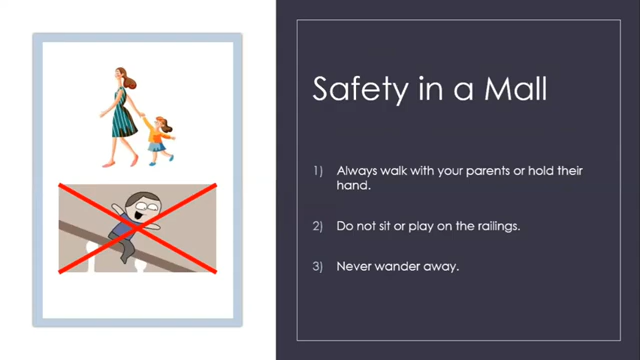 Safety in a Mall
1) Always walk with your parents or hold their
hand.
2) Do not sit or play on the railings.
3) Never wander away.